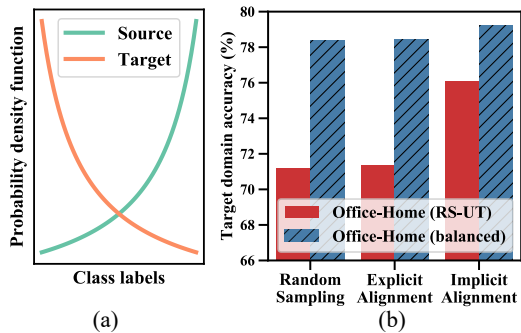 Probability density function
Source
Target
Class labels
(a)
Target domain accuracy (%)
80
78
76
74
72
70
68
66
Office-Home (RS-UT)
Office-Home (balanced)
Random
Sampling
Explicit
Alignment
Implicit
Alignment
(b)